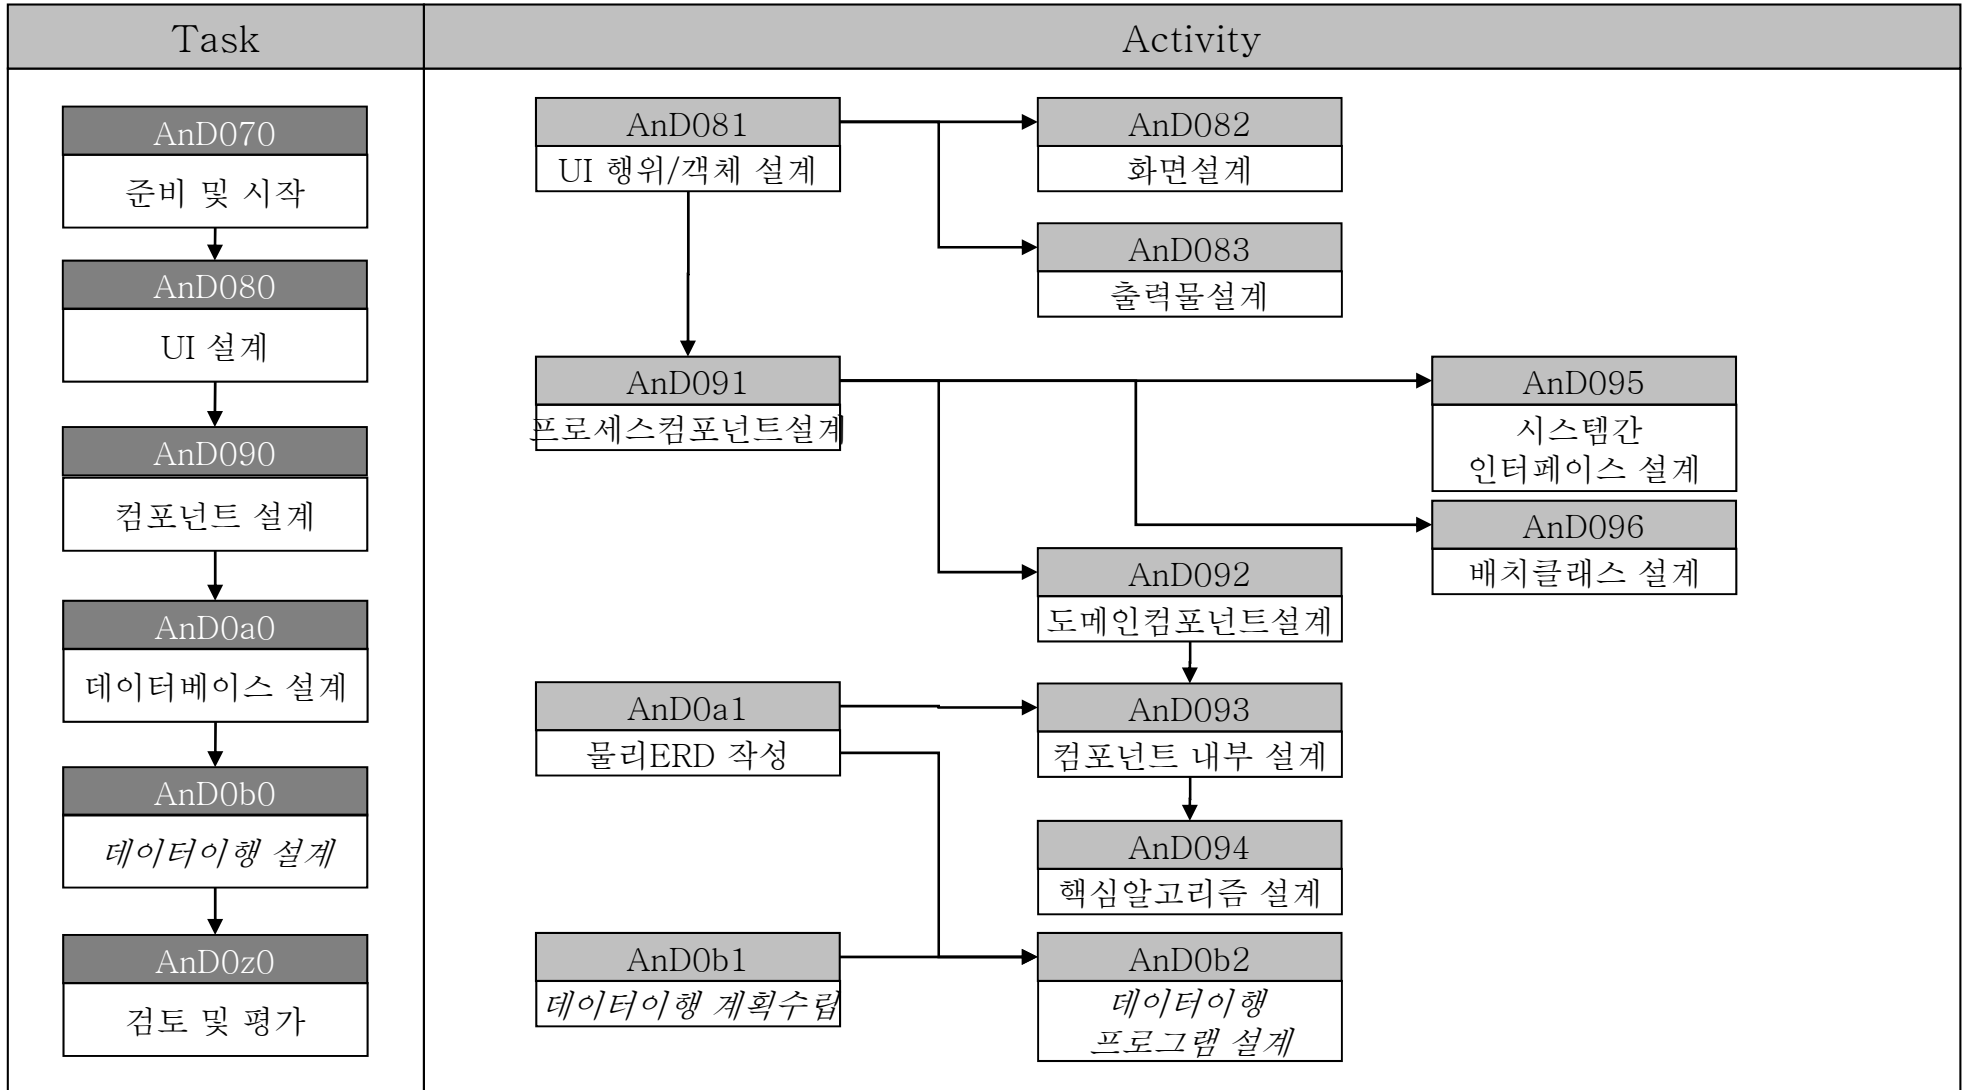 Task
Activity
AnD070
준비 및 시작
AnD080
UI 설계
AnD090
컴포넌트 설계
AnD0a0
데이터베이스 설계
AnD0b0
데이터이행 설계
AnD0z0
검토 및 평가
AnD081
UI 행위/객체 설계
AnD082
화면설계
AnD083
출력물설계
AnD091
프로세스컴포넌트설계
AnD095
시스템간
인터페이스 설계
AnD096
배치클래스 설계
AnD092
도메인컴포넌트설계
AnD0a1
물리ERD 작성
AnD093
컴포넌트 내부 설계
AnD094
핵심알고리즘 설계
AnD0b1
데이터이행 계획수립
AnD0b2
데이터이행
프로그램 설계